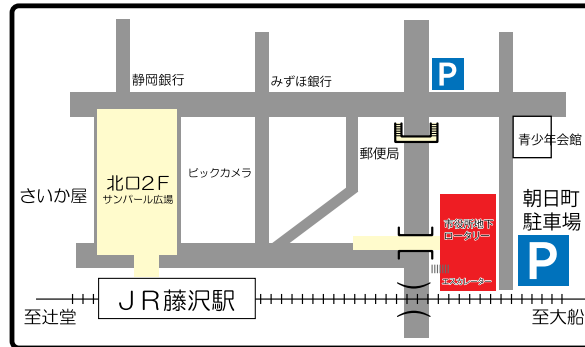 静岡銀行
みずほ銀行
P
青少年会館
郵便局
ビックカメラ
北口2F
サンパール広場
さいか屋
市役所地下
ロータリー
朝日町
駐車場
P
エスカレーター
JR藤沢駅
至辻堂
至大船